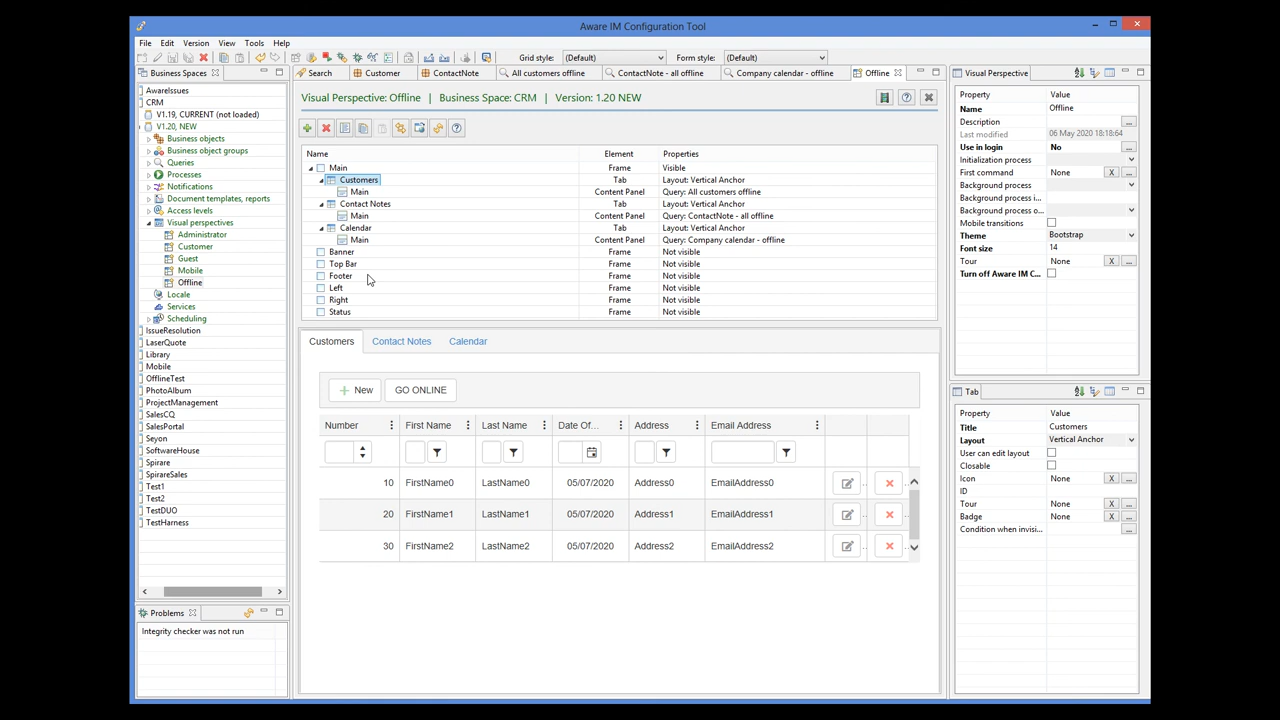 Aware IM Configuration Tool
File Edit Version View Tools Help
Grid style: (Default) Form style: (Default)
Business Spaces
Search Customer ContactNote All customers offline ContactNote - all offline Company calendar - offline Offline
Visual Perspective
Visual Perspective: Offline | Business Space: CRM | Version: 1.20 NEW
AwareIssues
CRM
V1.19, CURRENT (not loaded)
V1.20, NEW
Business objects
Business object groups
Queries
Processes
Notifications
Document templates, reports
Access levels
Visual perspectives
Administrator
Customer
Guest
Mobile
Offline
Locale
Services
Scheduling
IssueResolution
LaserQuote
Library
Mobile
OfflineTest
PhotoAlbum
ProjectManagement
SalesCQ
SalesPortal
Seyon
SoftwareHouse
Spirare
SpirareSales
Test1
Test2
TestDUO
TestHarness
Problems
Integrity checker was not run
Name Element Properties
Main Frame Visible
Customers Tab Layout: Vertical Anchor
Main Content Panel Query: All customers offline
Contact Notes Tab Layout: Vertical Anchor
Main Content Panel Query: ContactNote - all offline
Calendar Tab Layout: Vertical Anchor
Main Content Panel Query: Company calendar - offline
Banner Frame Not visible
Top Bar Frame Not visible
Footer Frame Not visible
Left Frame Not visible
Right Frame Not visible
Status Frame Not visible
Customers Contact Notes Calendar
New GO ONLINE
Number First Name Last Name Date Of... Address Email Address
10 FirstName0 LastName0 05/07/2020 Address0 EmailAddress0
20 FirstName1 LastName1 05/07/2020 Address1 EmailAddress1
30 FirstName2 LastName2 05/07/2020 Address2 EmailAddress2
Property Value
Name Offline
Description ...
Last modified 06 May 2020 18:18:64
Use in login No ...
Initialization process
First command None X ...
Background process
Background process i...
Background process o...
Mobile transitions
Theme Bootstrap
Font size 14
Tour None X ...
Turn off Aware IM C...
Tab
Property Value
Title Customers
Layout Vertical Anchor
User can edit layout
Closable
Icon None X ...
ID
Tour None X ...
Badge None X ...
Condition when invisi... ...